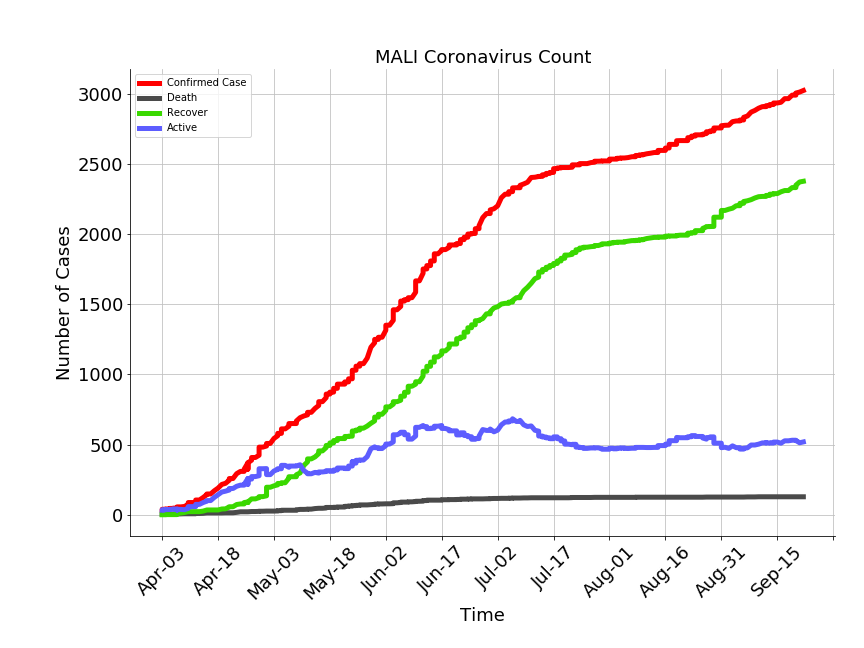 MALI Coronavirus Count
Confirmed Case
Death
Recover
Active
Number of Cases
3000
2500
2000
1500
1000
500
0
Apr-03
Apr-18
May-03
May-18
Jun-02
Jun-17
Jul-02
Jul-17
Aug-01
Aug-16
Aug-31
Sep-15
Time